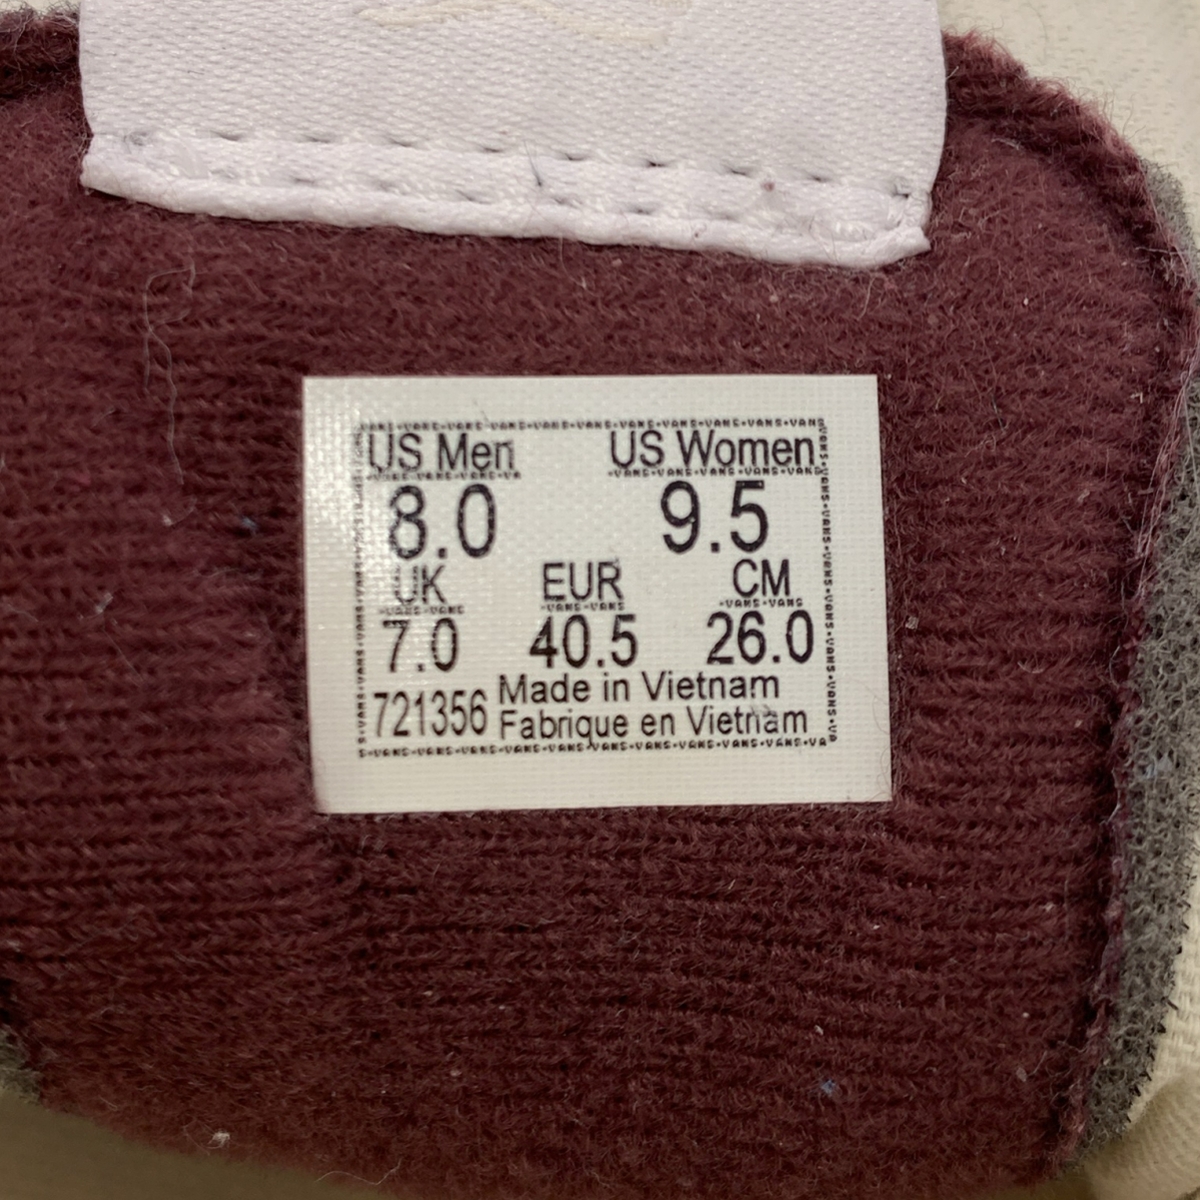 US Men US Women
8.0 9.5
UK EUR CM
7.0 40.5 26.0
721356 Made in Vietnam
Fabrique en Vietnam